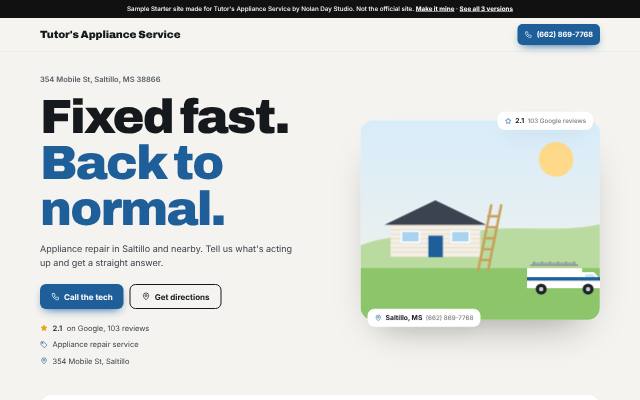 Sample Starter site made for Tutor's Appliance Service by Nolan Day Studio. Not the official site. Make it mine · See all 3 versions
Tutor's Appliance Service
(662) 869-7768
354 Mobile St, Saltillo, MS 38866
Fixed fast.
Back to
normal.
Appliance repair in Saltillo and nearby. Tell us what's acting
up and get a straight answer.
Call the tech
Get directions
2.1 on Google, 103 reviews
Appliance repair service
354 Mobile St, Saltillo
2.1 103 Google reviews
Saltillo, MS (662) 869-7768